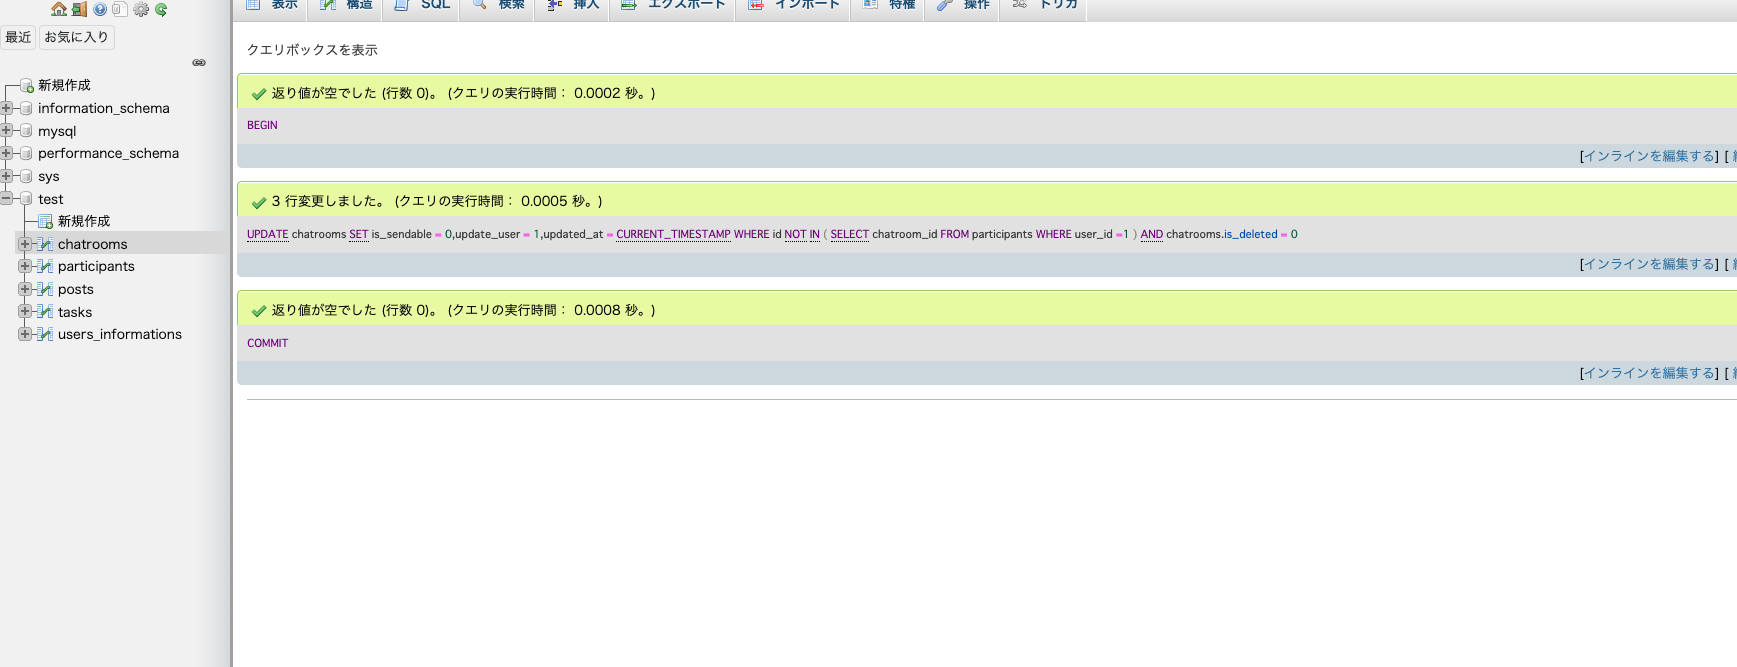 表示 構造 SQL 検索 挿入 エクスポート インポート 特権 操作 トリガ
最近 お気に入り
新規作成
information_schema
mysql
performance_schema
sys
test
新規作成
chatrooms
participants
posts
tasks
users_informations
クエリボックスを表示
返り値が空でした (行数 0)。 (クエリの実行時間： 0.0002 秒。)
BEGIN
[インラインを編集する] [
3 行変更しました。 (クエリの実行時間： 0.0005 秒。)
UPDATE chatrooms SET is_sendable = 0,update_user = 1,updated_at = CURRENT_TIMESTAMP WHERE id NOT IN ( SELECT chatroom_id FROM participants WHERE user_id =1 ) AND chatrooms.is_deleted = 0
[インラインを編集する] [
返り値が空でした (行数 0)。 (クエリの実行時間： 0.0008 秒。)
COMMIT
[インラインを編集する] [